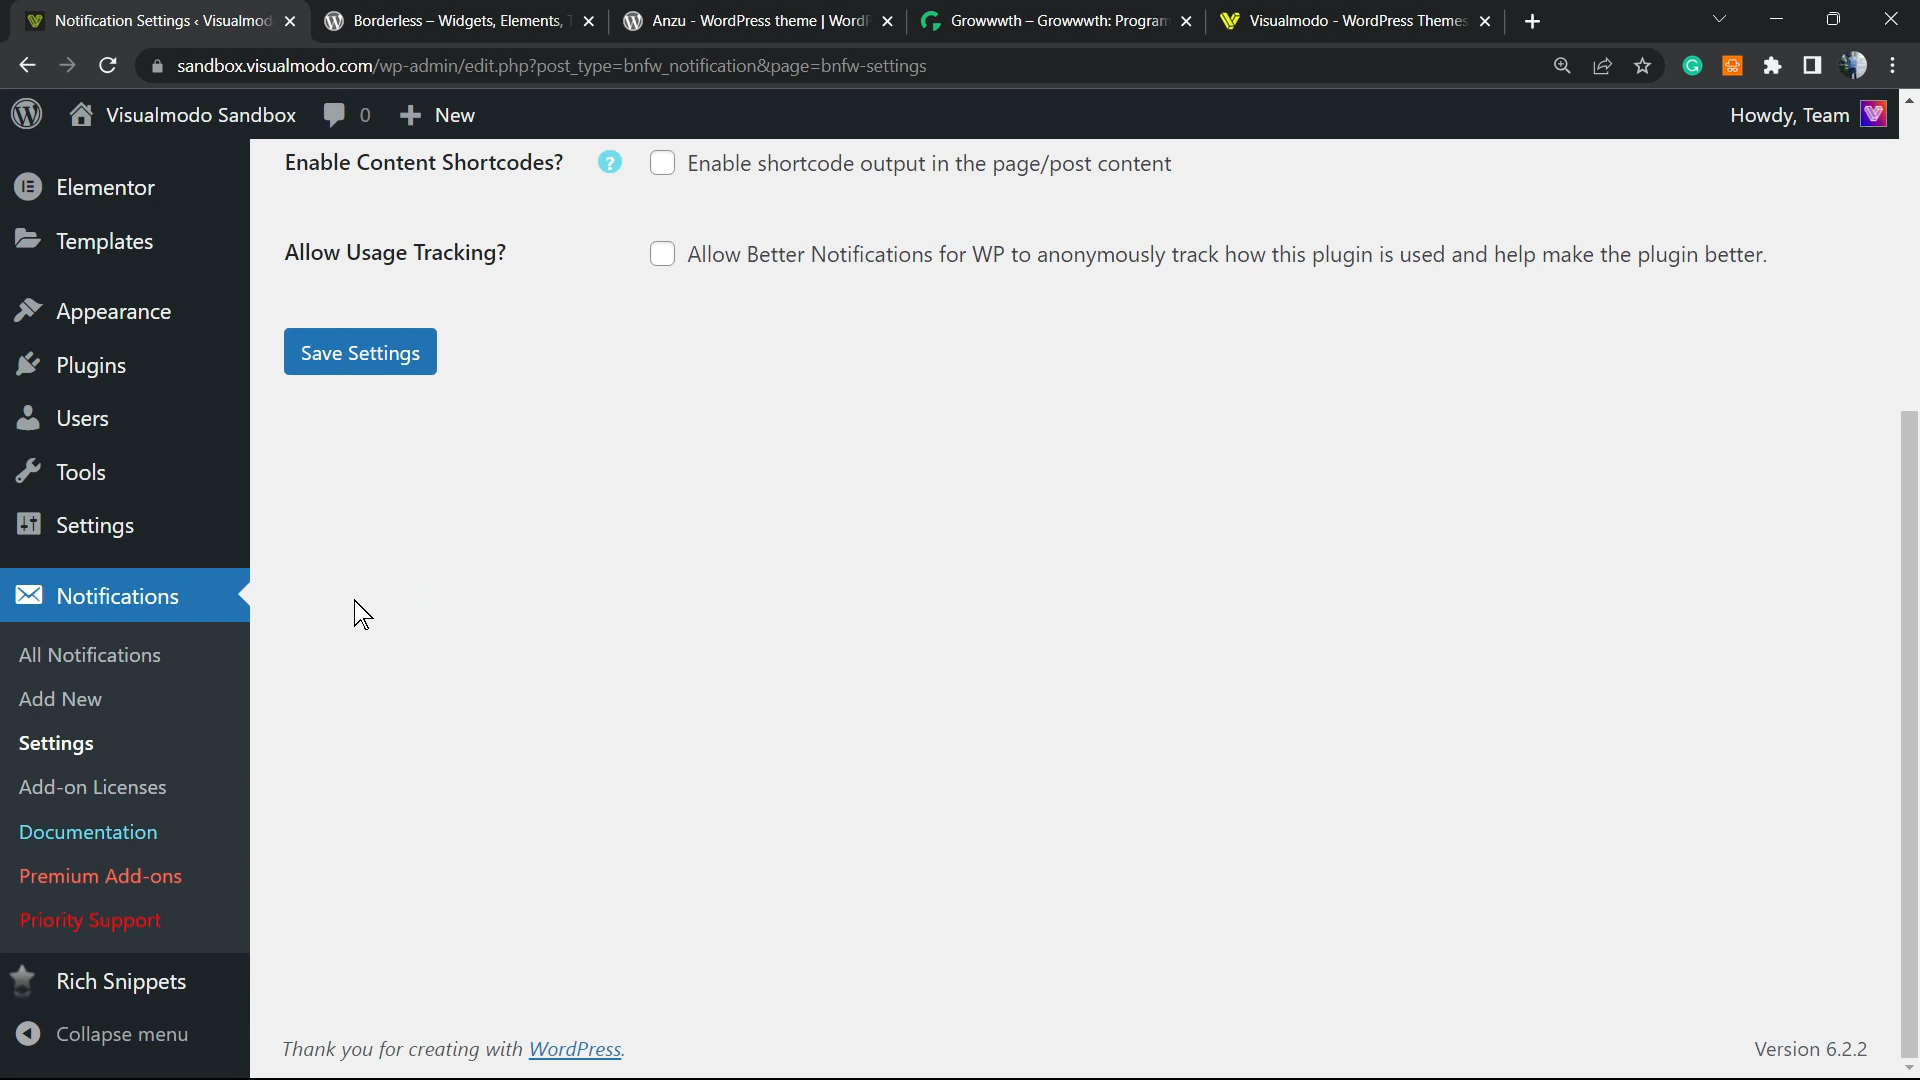 Notification Settings ‹ Visualmod
Borderless – Widgets, Elements, T
Anzu - WordPress theme | WordP
Growwwth – Growwwth: Program
Visualmodo - WordPress Themes
sandbox.visualmodo.com/wp-admin/edit.php?post_type=bnfw_notification&page=bnfw-settings
Visualmodo Sandbox
0
New
Howdy, Team
Elementor
Templates
Appearance
Plugins
Users
Tools
Settings
Notifications
All Notifications
Add New
Settings
Add-on Licenses
Documentation
Premium Add-ons
Priority Support
Rich Snippets
Collapse menu
Enable Content Shortcodes?
?
Enable shortcode output in the page/post content
Allow Usage Tracking?
Allow Better Notifications for WP to anonymously track how this plugin is used and help make the plugin better.
Save Settings
Thank you for creating with WordPress.
Version 6.2.2